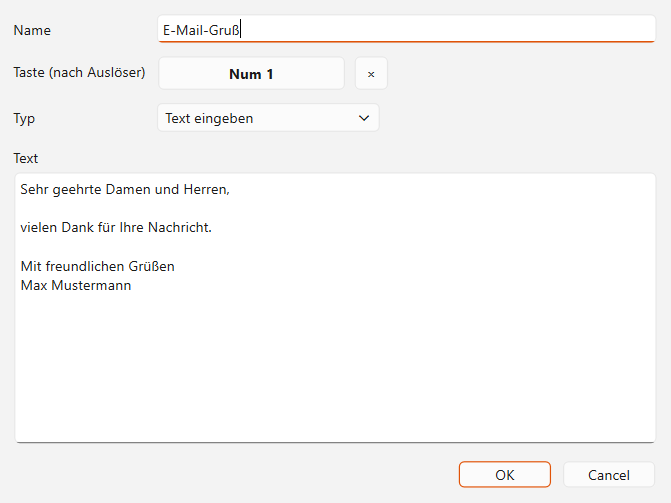 Name
E-Mail-Gruß
Taste (nach Auslöser)
Num 1
×
Typ
Text eingeben
Text
Sehr geehrte Damen und Herren,
vielen Dank für Ihre Nachricht.
Mit freundlichen Grüßen
Max Mustermann
OK
Cancel